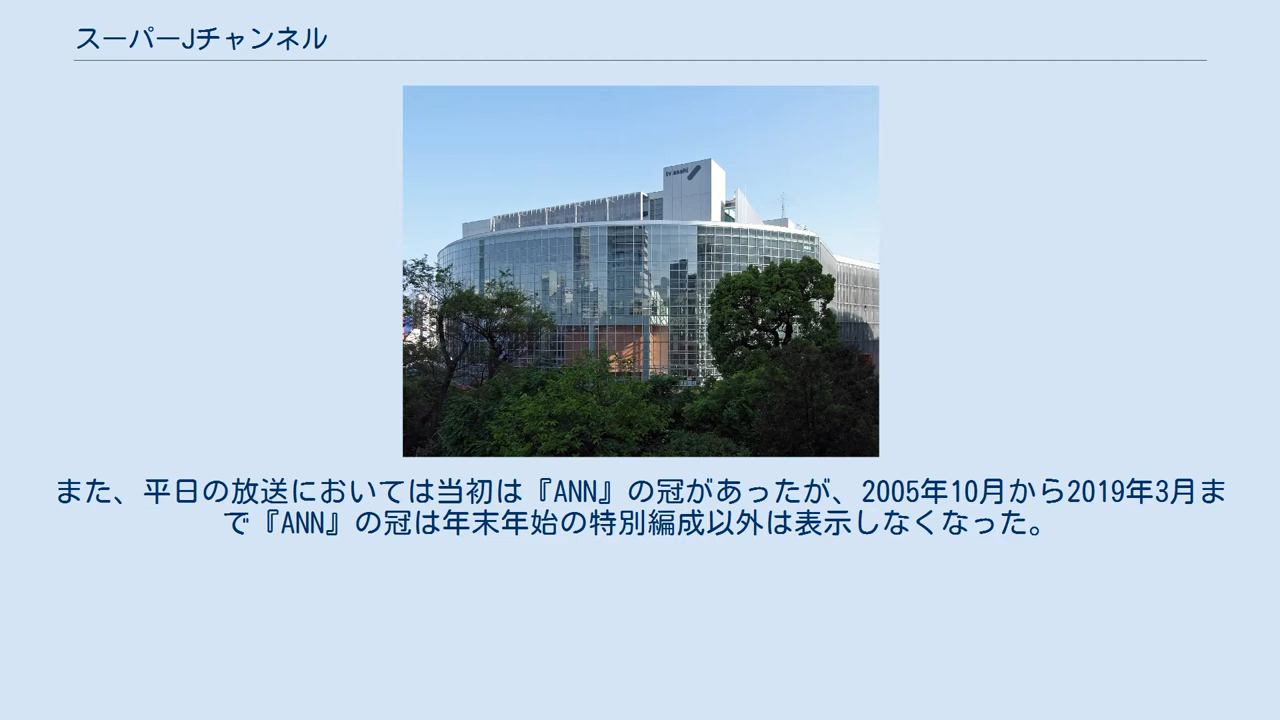 スーパーJチャンネル
tv asahi
また、平日の放送においては当初は『ANN』の冠があったが、2005年10月から2019年3月ま
で『ANN』の冠は年末年始の特別編成以外は表示しなくなった。